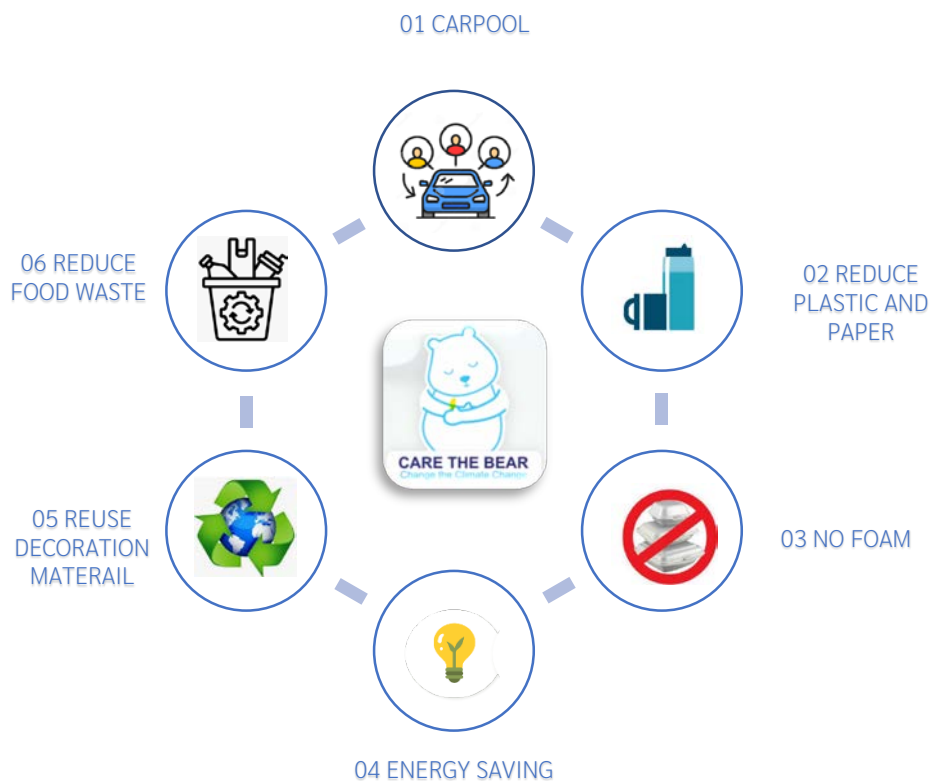 01 CARPOOL
02 REDUCE
PLASTIC AND
PAPER
03 NO FOAM
04 ENERGY SAVING
05 REUSE
DECORATION
MATERAIL
06 REDUCE
FOOD WASTE
CARE THE BEAR
Change the Climate Change